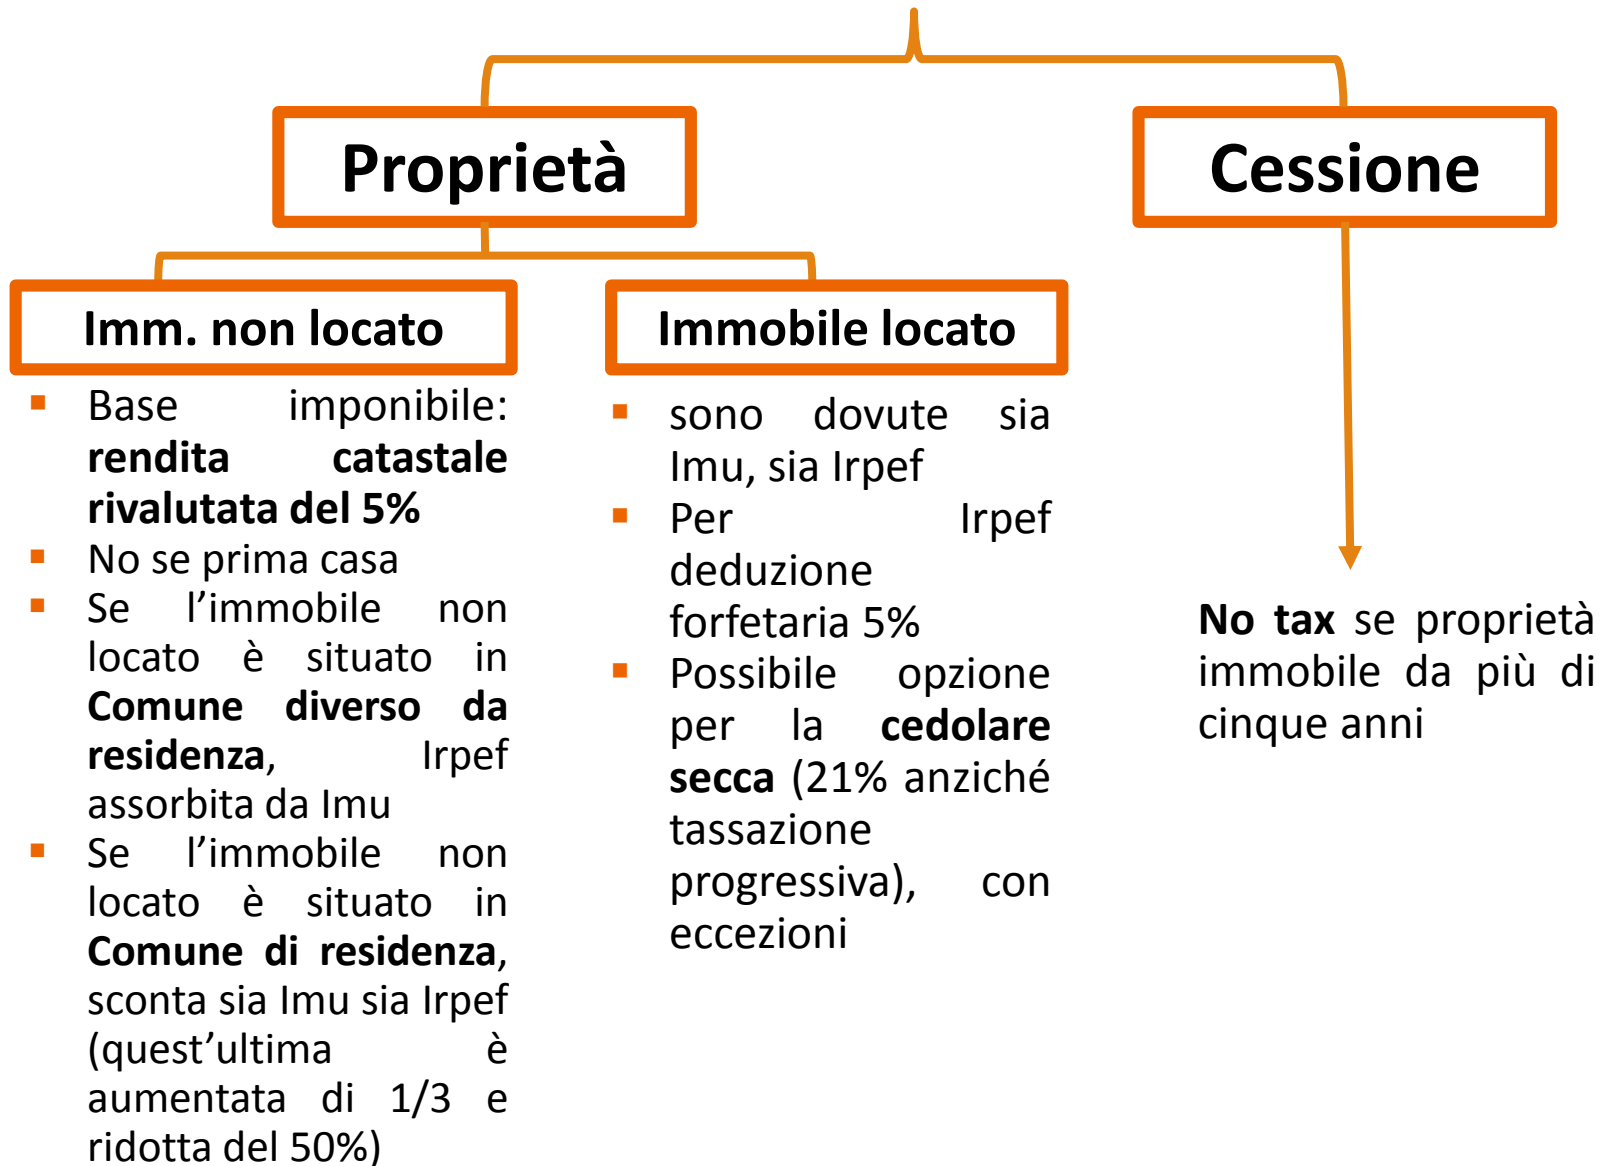 Proprietà
Cessione
Imm. non locato
Immobile locato
▪ Base imponibile:
rendita catastale
rivalutata del 5%
▪ No se prima casa
▪ Se l’immobile non
locato è situato in
Comune diverso da
residenza, Irpef
assorbita da Imu
▪ Se l’immobile non
locato è situato in
Comune di residenza,
sconta sia Imu sia Irpef
(quest’ultima è
aumentata di 1/3 e
ridotta del 50%)
▪ sono dovute sia
Imu, sia Irpef
▪ Per Irpef
deduzione
forfetaria 5%
▪ Possibile opzione
per la cedolare
secca (21% anziché
tassazione
progressiva), con
eccezioni
No tax se proprietà
immobile da più di
cinque anni